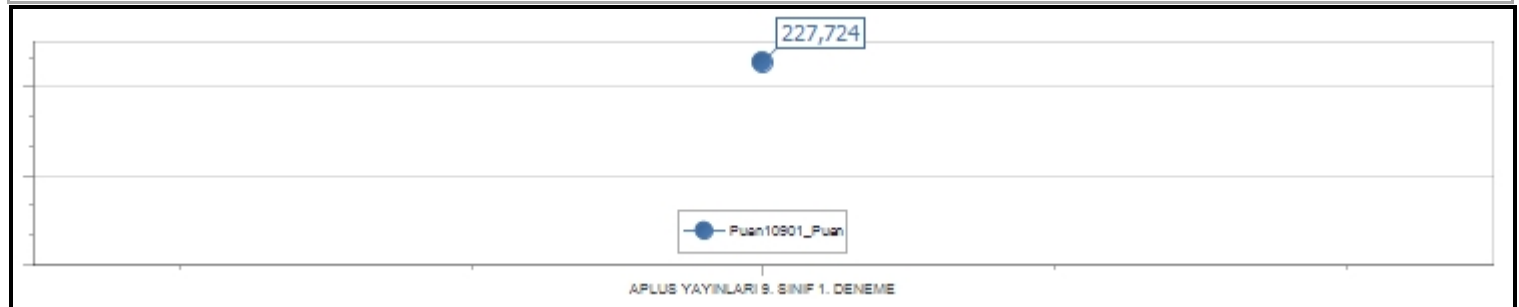 227,724
Puan10901_Puan
APLUS YAYINLARI 9. SINIF 1. DENEME